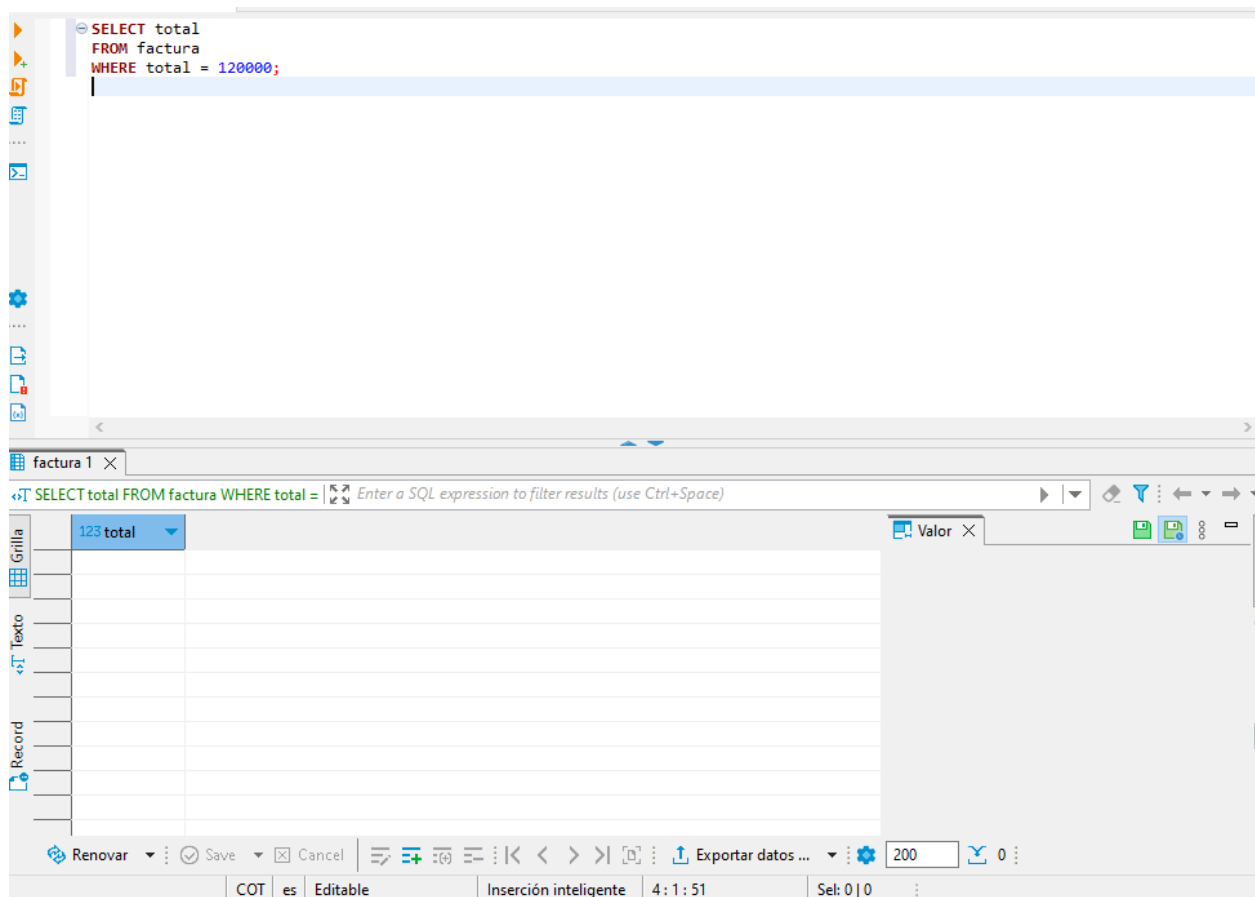 SELECT total
FROM factura
WHERE total = 120000;
factura 1
SELECT total FROM factura WHERE total = Enter a SQL expression to filter results (use Ctrl+Space)
Grilla
Texto
Record
123 total
Valor
Renovar Save Cancel Exportar datos ... 200 0
COT es Editable Inserción inteligente 4 : 1 : 51 Sel: 0 | 0